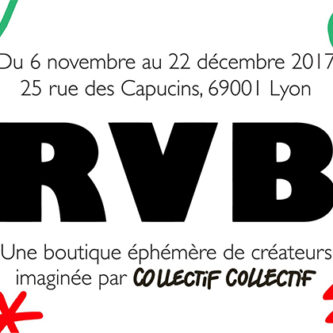 Du 6 novembre au 22 décembre 2017
25 rue des Capucins, 69001 Lyon
RVB
Une boutique éphémère de créateurs
imaginée par COLLECTIF COLLECTIF